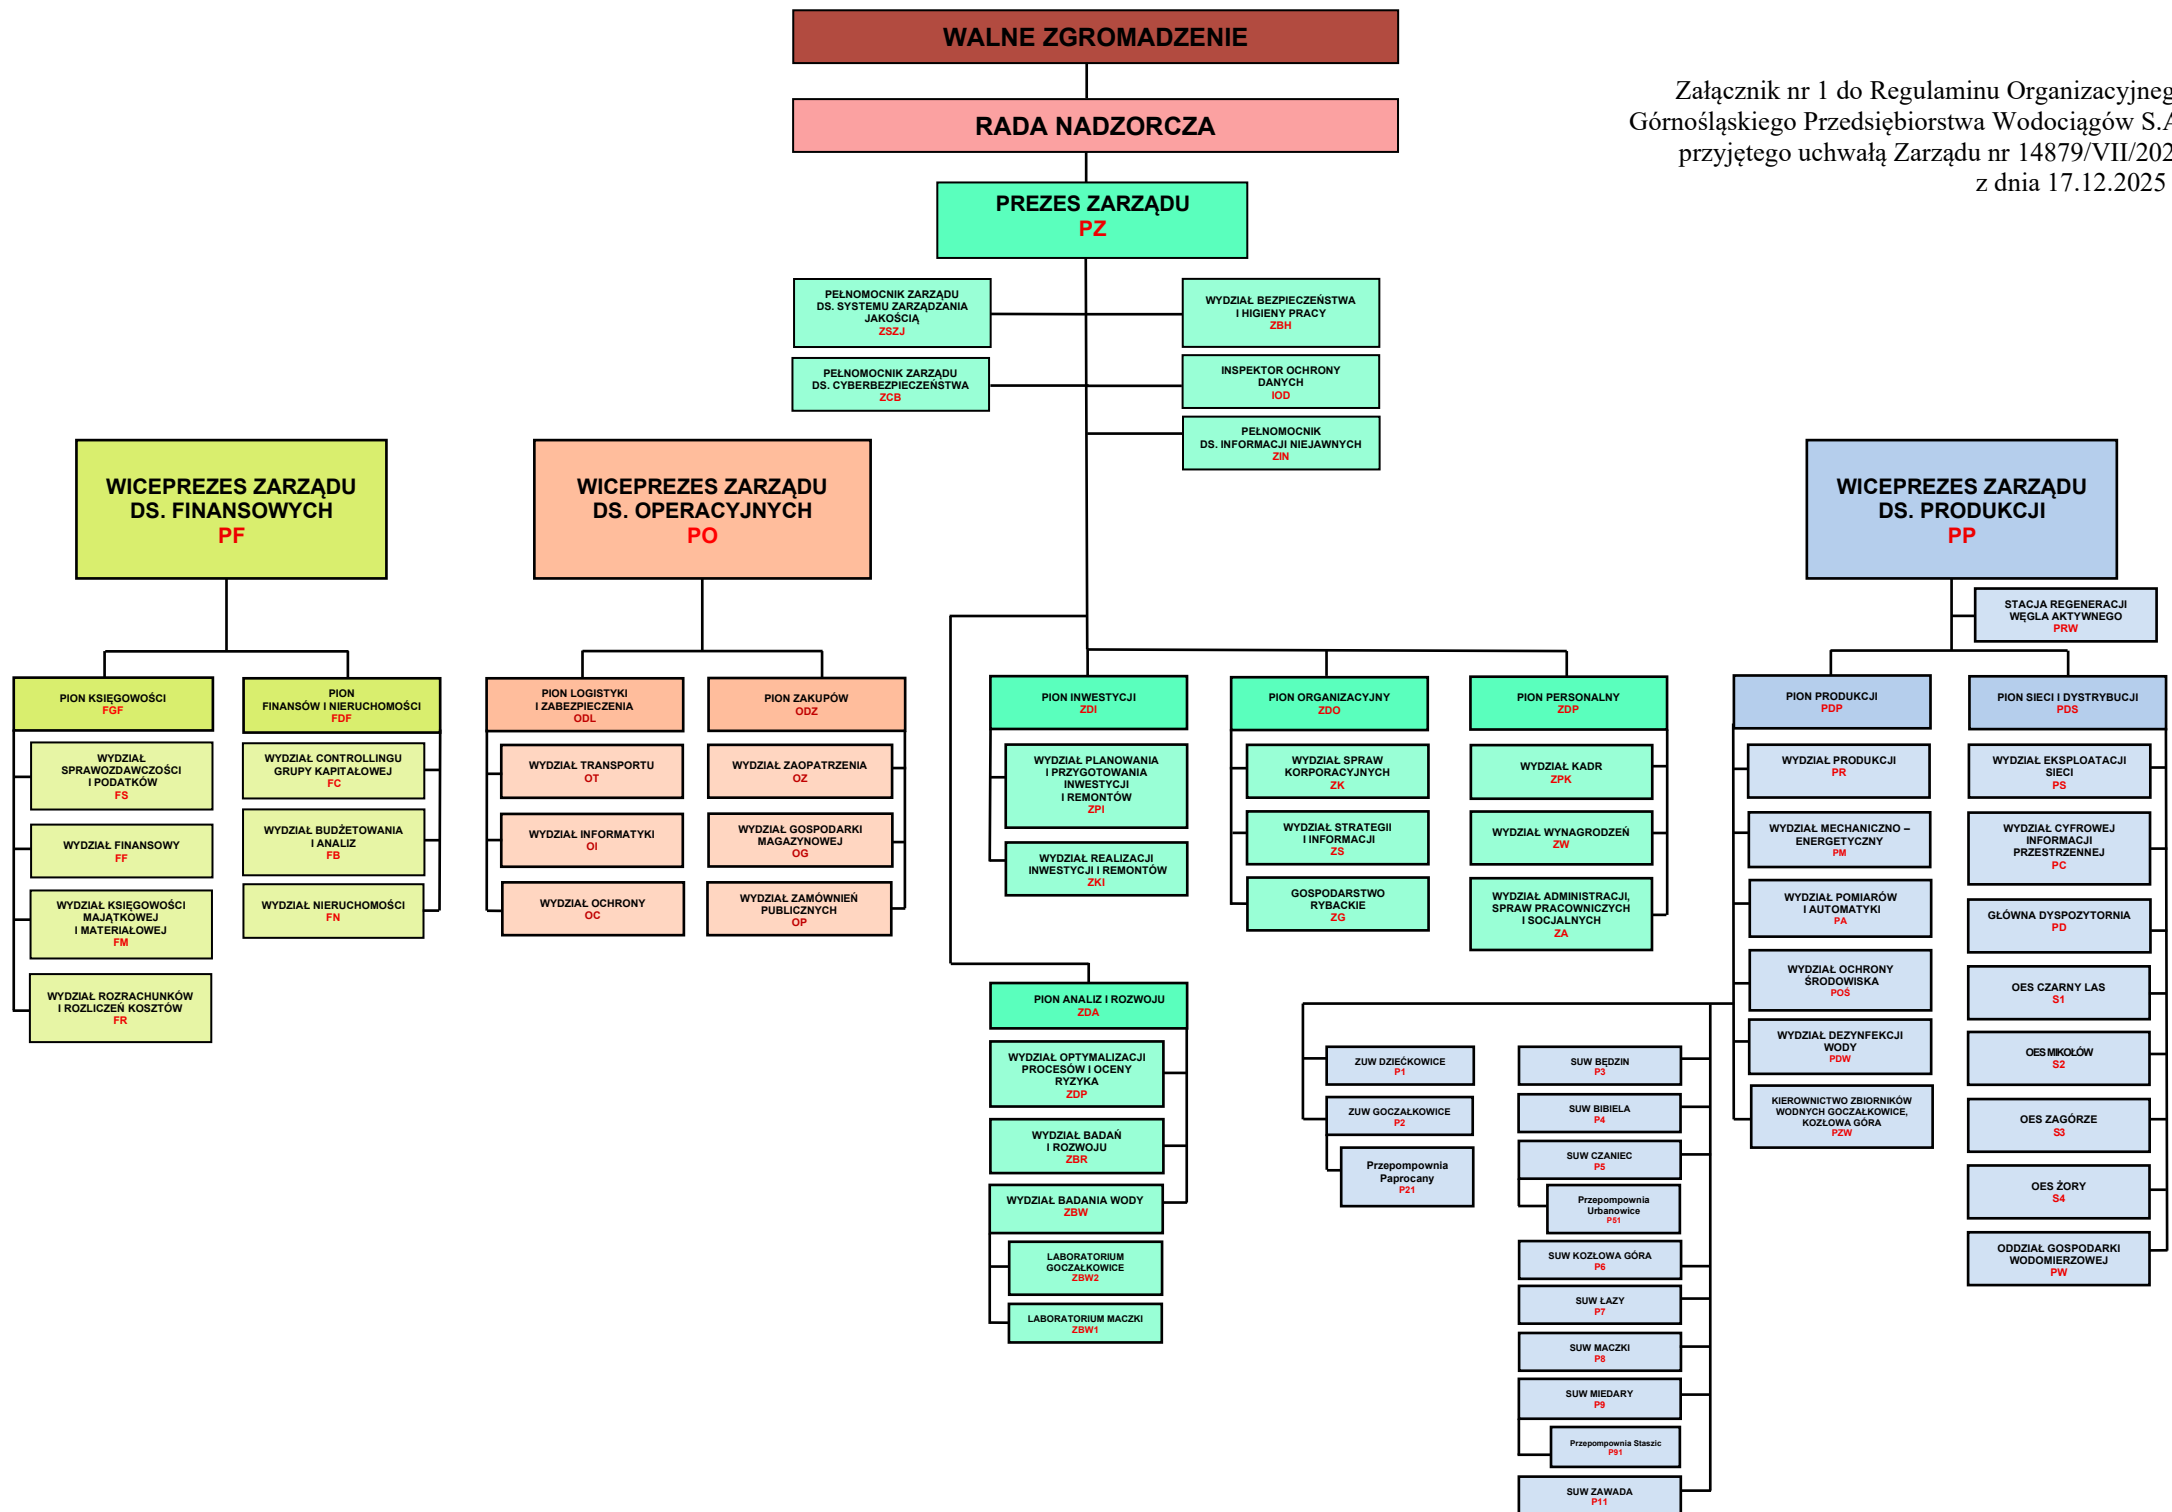 WALNE ZGROMADZENIE
RADA NADZORCZA
Załącznik nr 1 do Regulaminu Organizacyjneg
Górnośląskiego Przedsiębiorstwa Wodociągów S.A
przyjętego uchwałą Zarządu nr 14879/VII/202
z dnia 17.12.2025
PREZES ZARZĄDU
PZ
PEŁNOMOCNIK ZARZĄDU
DS. SYSTEMU ZARZĄDZANIA
JAKOŚCIĄ
ZSZJ
WYDZIAŁ BEZPIECZEŃSTWA
I HIGIENY PRACY
ZBH
PEŁNOMOCNIK ZARZĄDU
DS. CYBERBEZPIECZEŃSTWA
ZCB
INSPEKTOR OCHRONY
DANYCH
IOD
PEŁNOMOCNIK
DS. INFORMACJI NIEJAWNYCH
ZIN
WICEPREZES ZARZĄDU
DS. FINANSOWYCH
PF
WICEPREZES ZARZĄDU
DS. OPERACYJNYCH
PO
WICEPREZES ZARZĄDU
DS. PRODUKCJI
PP
STACJA REGENERACJI
WĘGLA AKTYWNEGO
PRW
PION KSIĘGOWOŚCI
FGF
WYDZIAŁ
SPRAWOZDAWCZOŚCI
I PODATKÓW
FS
WYDZIAŁ FINANSOWY
FF
WYDZIAŁ KSIĘGOWOŚCI
MAJĄTKOWEJ
I MATERIAŁOWEJ
FM
WYDZIAŁ ROZRACHUNKÓW
I ROZLICZEŃ KOSZTÓW
FR
PION
FINANSÓW I NIERUCHOMOŚCI
FDF
WYDZIAŁ CONTROLLINGU
GRUPY KAPITAŁOWEJ
FC
WYDZIAŁ BUDŻETOWANIA
I ANALIZ
FB
WYDZIAŁ NIERUCHOMOŚCI
FN
PION LOGISTYKI
I ZABEZPIECZENIA
ODL
WYDZIAŁ TRANSPORTU
OT
WYDZIAŁ INFORMATYKI
OI
WYDZIAŁ OCHRONY
OC
PION ZAKUPÓW
ODZ
WYDZIAŁ ZAOPATRZENIA
OZ
WYDZIAŁ GOSPODARKI
MAGAZYNOWEJ
OG
WYDZIAŁ ZAMÓWNIEŃ
PUBLICZNYCH
OP
PION INWESTYCJI
ZDI
WYDZIAŁ PLANOWANIA
I PRZYGOTOWANIA
INWESTYCJI
I REMONTÓW
ZPI
WYDZIAŁ REALIZACJI
INWESTYCJI I REMONTÓW
ZKI
PION ORGANIZACYJNY
ZDO
WYDZIAŁ SPRAW
KORPORACYJNYCH
ZK
WYDZIAŁ STRATEGII
I INFORMACJI
ZS
GOSPODARSTWO
RYBACKIE
ZG
PION PERSONALNY
ZDP
WYDZIAŁ KADR
ZPK
WYDZIAŁ WYNAGRODZEŃ
ZW
WYDZIAŁ ADMINISTRACJI,
SPRAW PRACOWNICZYCH
I SOCJALNYCH
ZA
PION ANALIZ I ROZWOJU
ZDA
WYDZIAŁ OPTYMALIZACJI
PROCESÓW I OCENY
RYZYKA
ZDP
WYDZIAŁ BADAŃ
I ROZWOJU
ZBR
WYDZIAŁ BADANIA WODY
ZBW
LABORATORIUM
GOCZAŁKOWICE
ZBW2
LABORATORIUM MACZKI
ZBW1
PION PRODUKCJI
PDP
WYDZIAŁ PRODUKCJI
PR
WYDZIAŁ MECHANICZNO –
ENERGETYCZNY
PM
WYDZIAŁ POMIARÓW
I AUTOMATYKI
PA
WYDZIAŁ OCHRONY
ŚRODOWISKA
POŚ
WYDZIAŁ DEZYNFEKCJI
WODY
PDW
KIEROWNICTWO ZBIORNIKÓW
WODNYCH GOCZAŁKOWICE,
KOZŁOWA GÓRA
PZW
ZUW DZIEĆKOWICE
P1
ZUW GOCZAŁKOWICE
P2
Przepompownia
Paprocany
P21
SUW BĘDZIN
P3
SUW BIBIELA
P4
SUW CZANIEC
P5
Przepompownia
Urbanowice
P51
SUW KOZŁOWA GÓRA
P6
SUW ŁAZY
P7
SUW MACZKI
P8
SUW MIEDARY
P9
Przepompownia Staszic
P91
SUW ZAWADA
P11
PION SIECI I DYSTRYBUCJI
PDS
WYDZIAŁ EKSPLOATACJI
SIECI
PS
WYDZIAŁ CYFROWEJ
INFORMACJI
PRZESTRZENNEJ
PC
GŁÓWNA DYSPOZYTORNIA
PD
OES CZARNY LAS
S1
OES MIKOŁÓW
S2
OES ZAGÓRZE
S3
OES ŻORY
S4
ODDZIAŁ GOSPODARKI
WODOMIERZOWEJ
PW